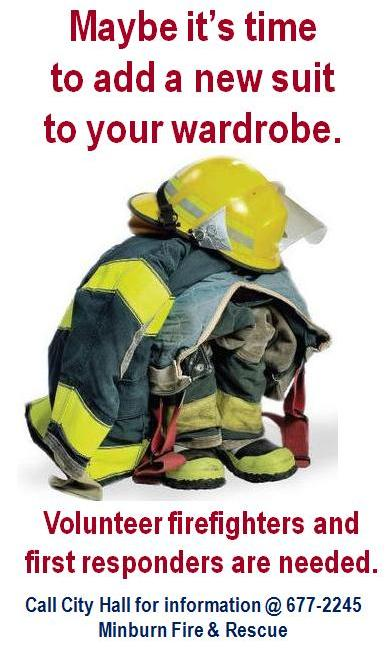 Maybe it's time
to add a new suit
to your wardrobe.
Volunteer firefighters and
first responders are needed.
Call City Hall for information @ 677-2245
Minburn Fire & Rescue